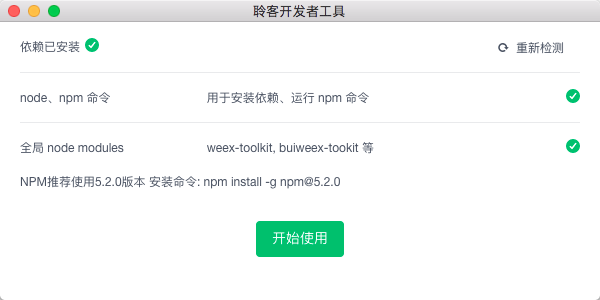 聆客开发者工具
依赖已安装 重新检测
node、npm 命令 用于安装依赖、运行 npm 命令
全局 node modules weex-toolkit, buiweex-tookit 等
NPM推荐使用5.2.0版本 安装命令: npm install -g npm@5.2.0
开始使用